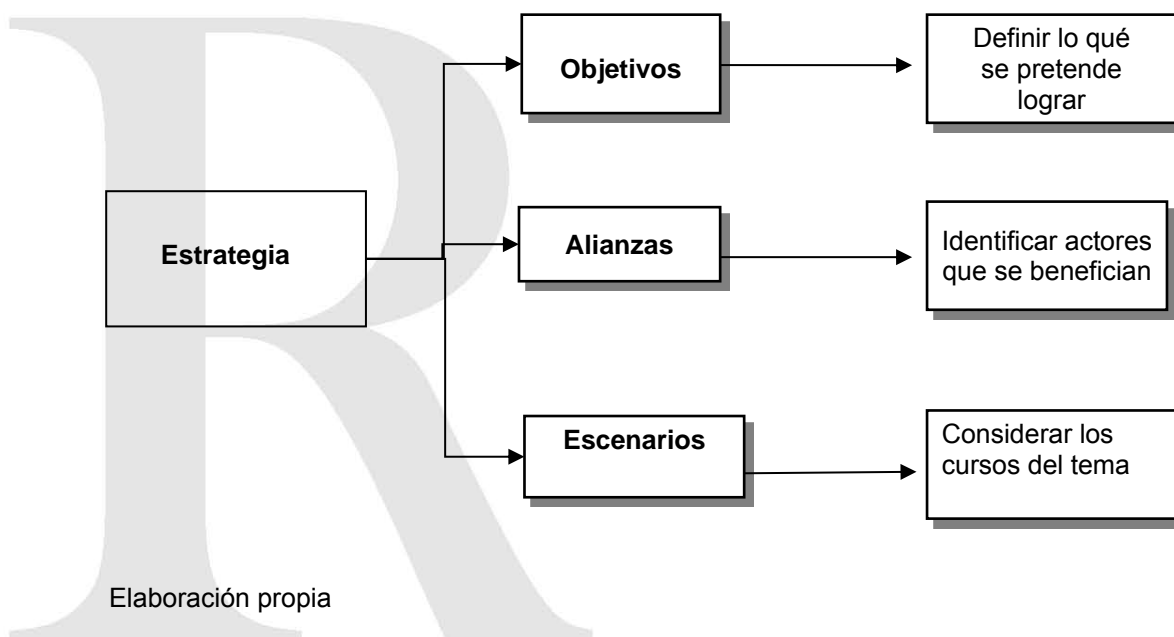 Objetivos
Definir lo qué
se pretende
lograr
Estrategia
Alianzas
Identificar actores
que se benefician
Escenarios
Considerar los
cursos del tema
Elaboración propia
R